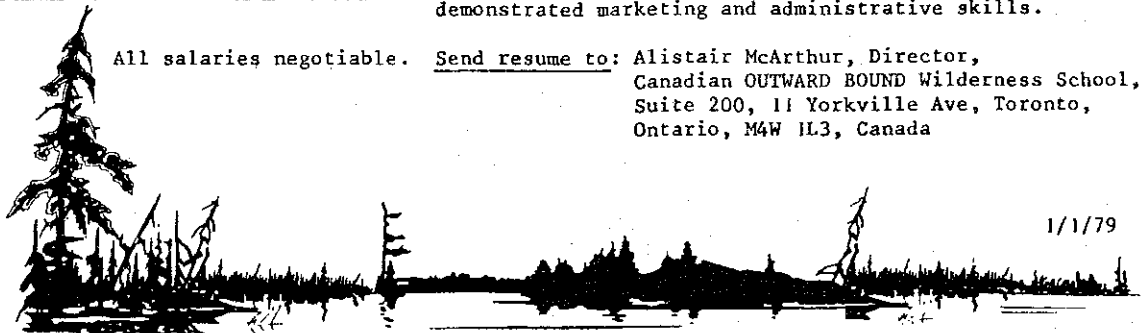 demonstrated marketing and administrative skills.
All salaries negotiable. Send resume to: Alistair McArthur, Director,
Canadian OUTWARD BOUND Wilderness School,
Suite 200, 11 Yorkville Ave, Toronto,
Ontario, M4W 1L3, Canada
1/1/79